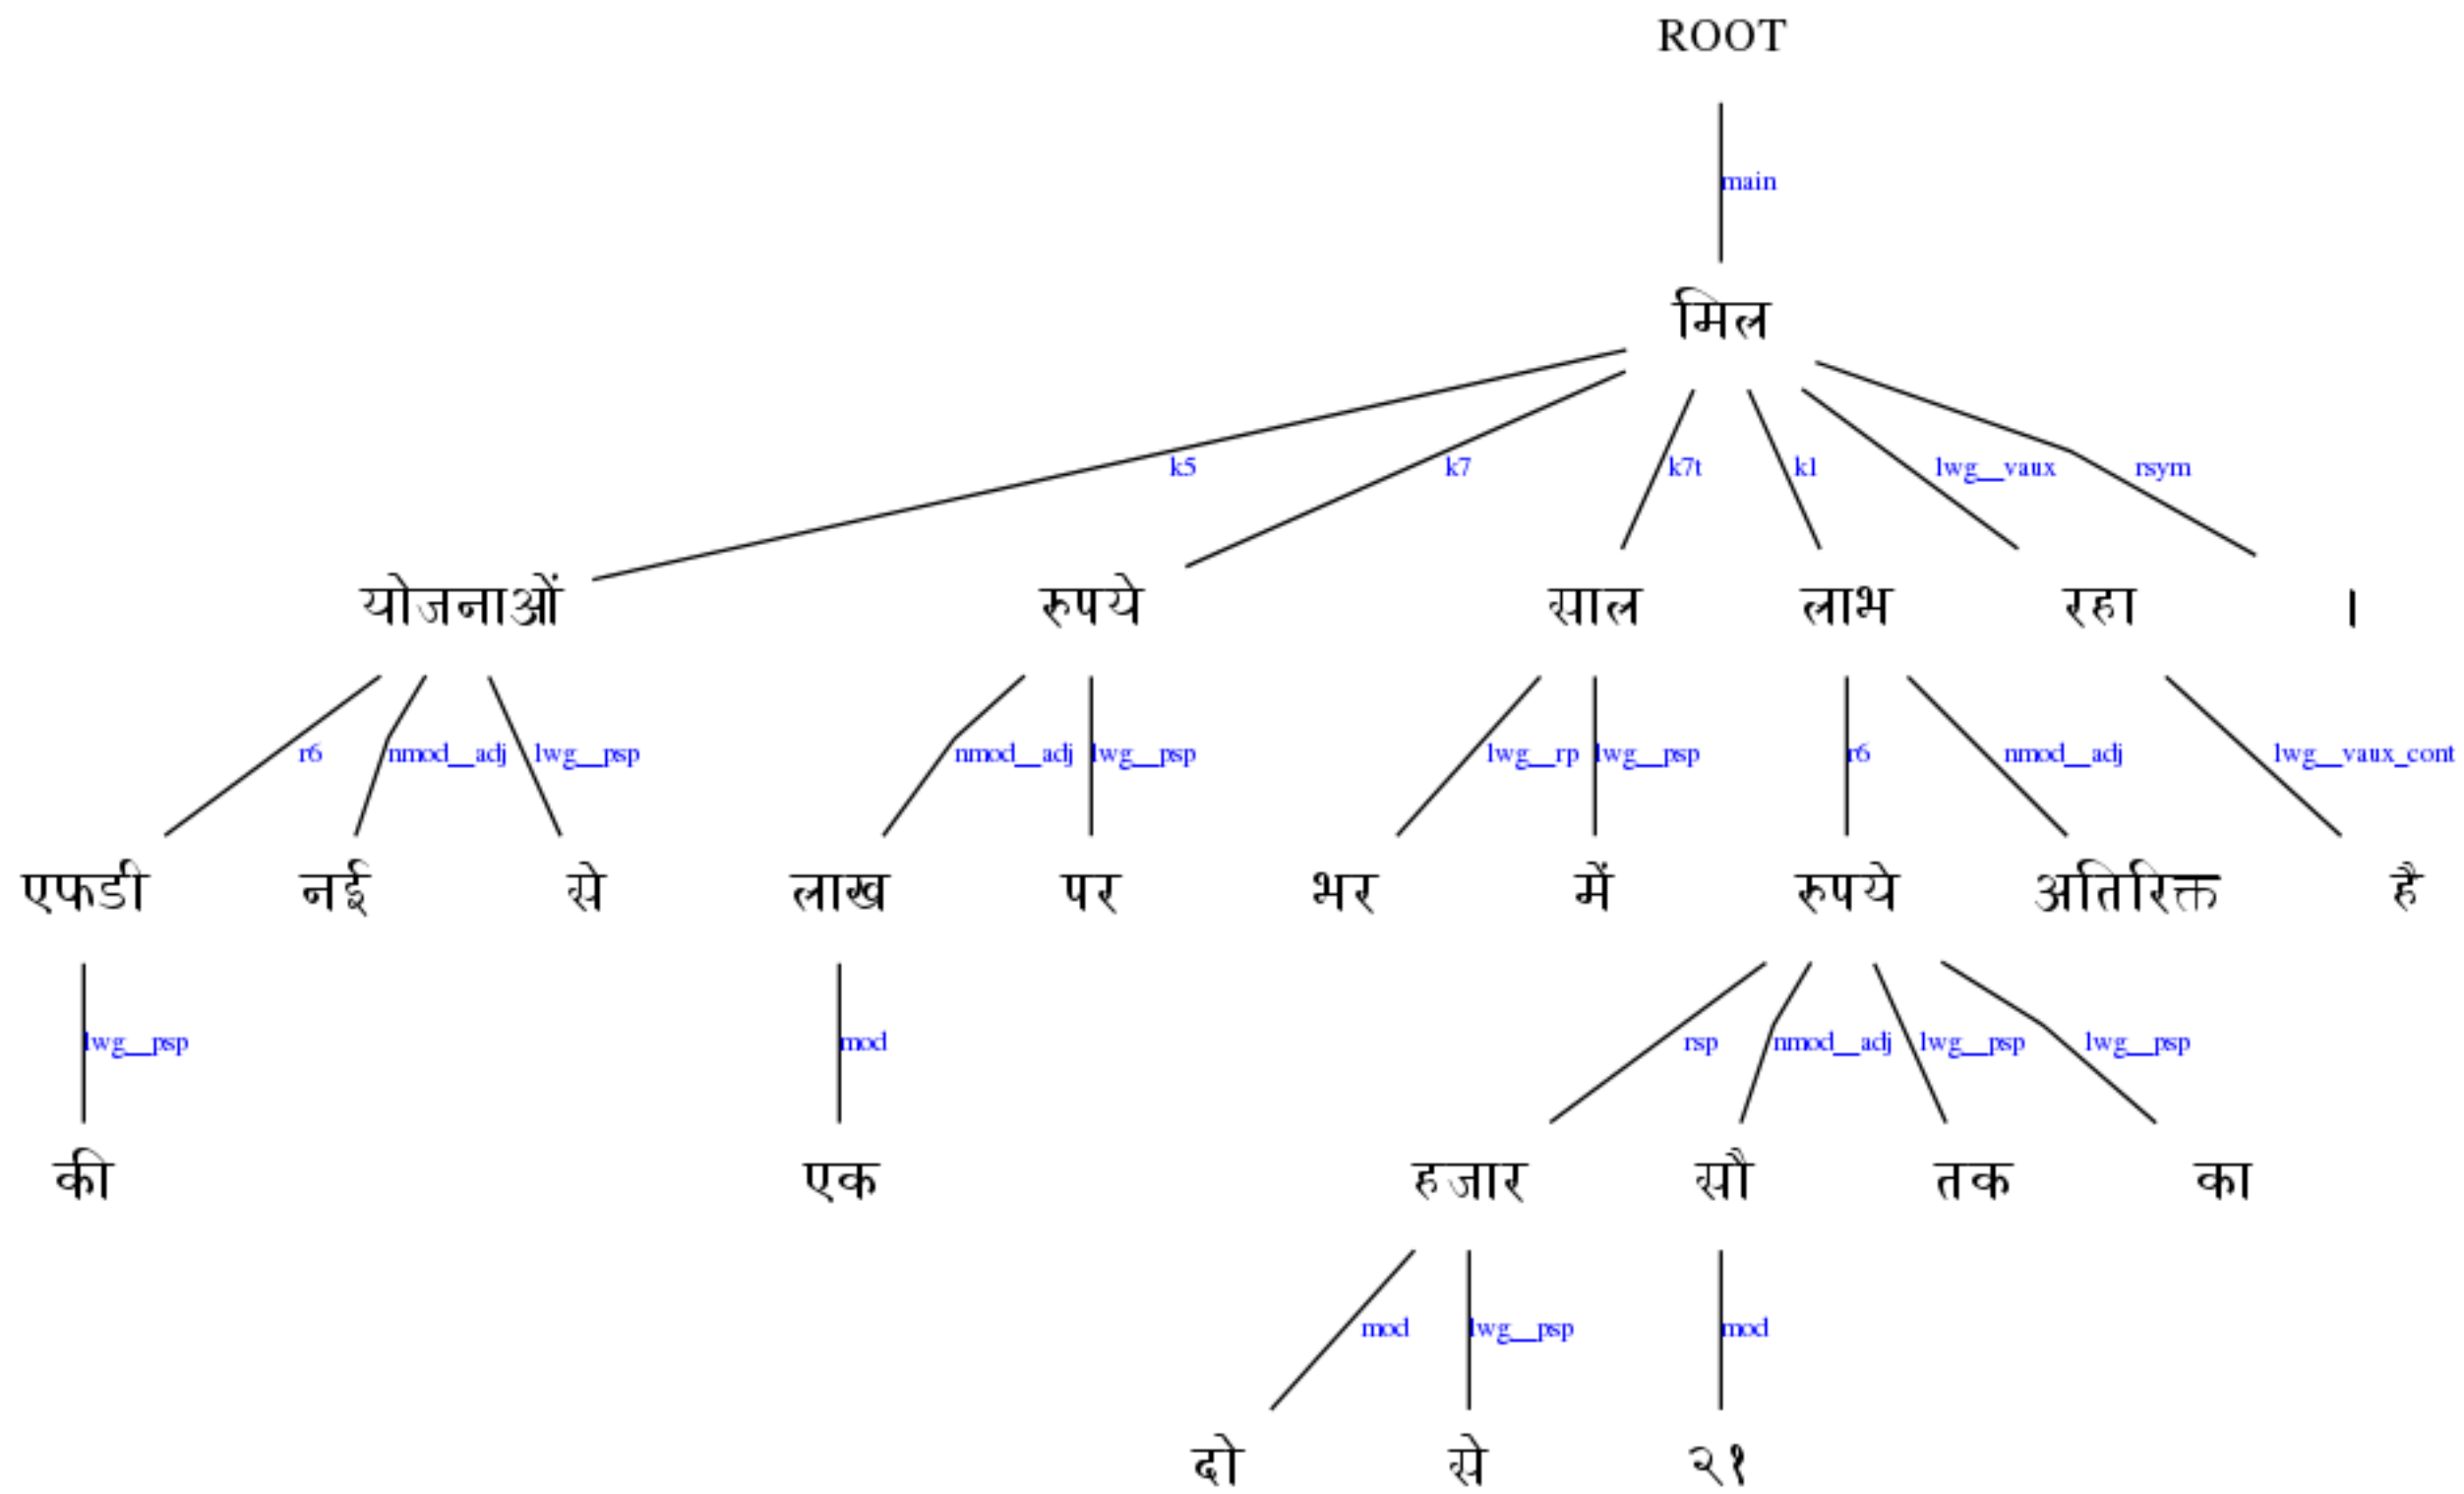 ROOT
main
मिल
k5 k7 k7t k1 lwg__vaux rsym
योजनाओं रुपये साल लाभ रहा ।
r6 nmod__adj lwg__psp nmod__adj lwg__psp lwg__rp lwg__psp r6 nmod__adj lwg__vaux_cont
एफडी नई से लाख पर भर में रुपये अतिरिक्त है
lwg__psp mod rsp nmod__adj lwg__psp lwg__psp
की एक हजार सौ तक का
mod lwg__psp mod
दो से २१